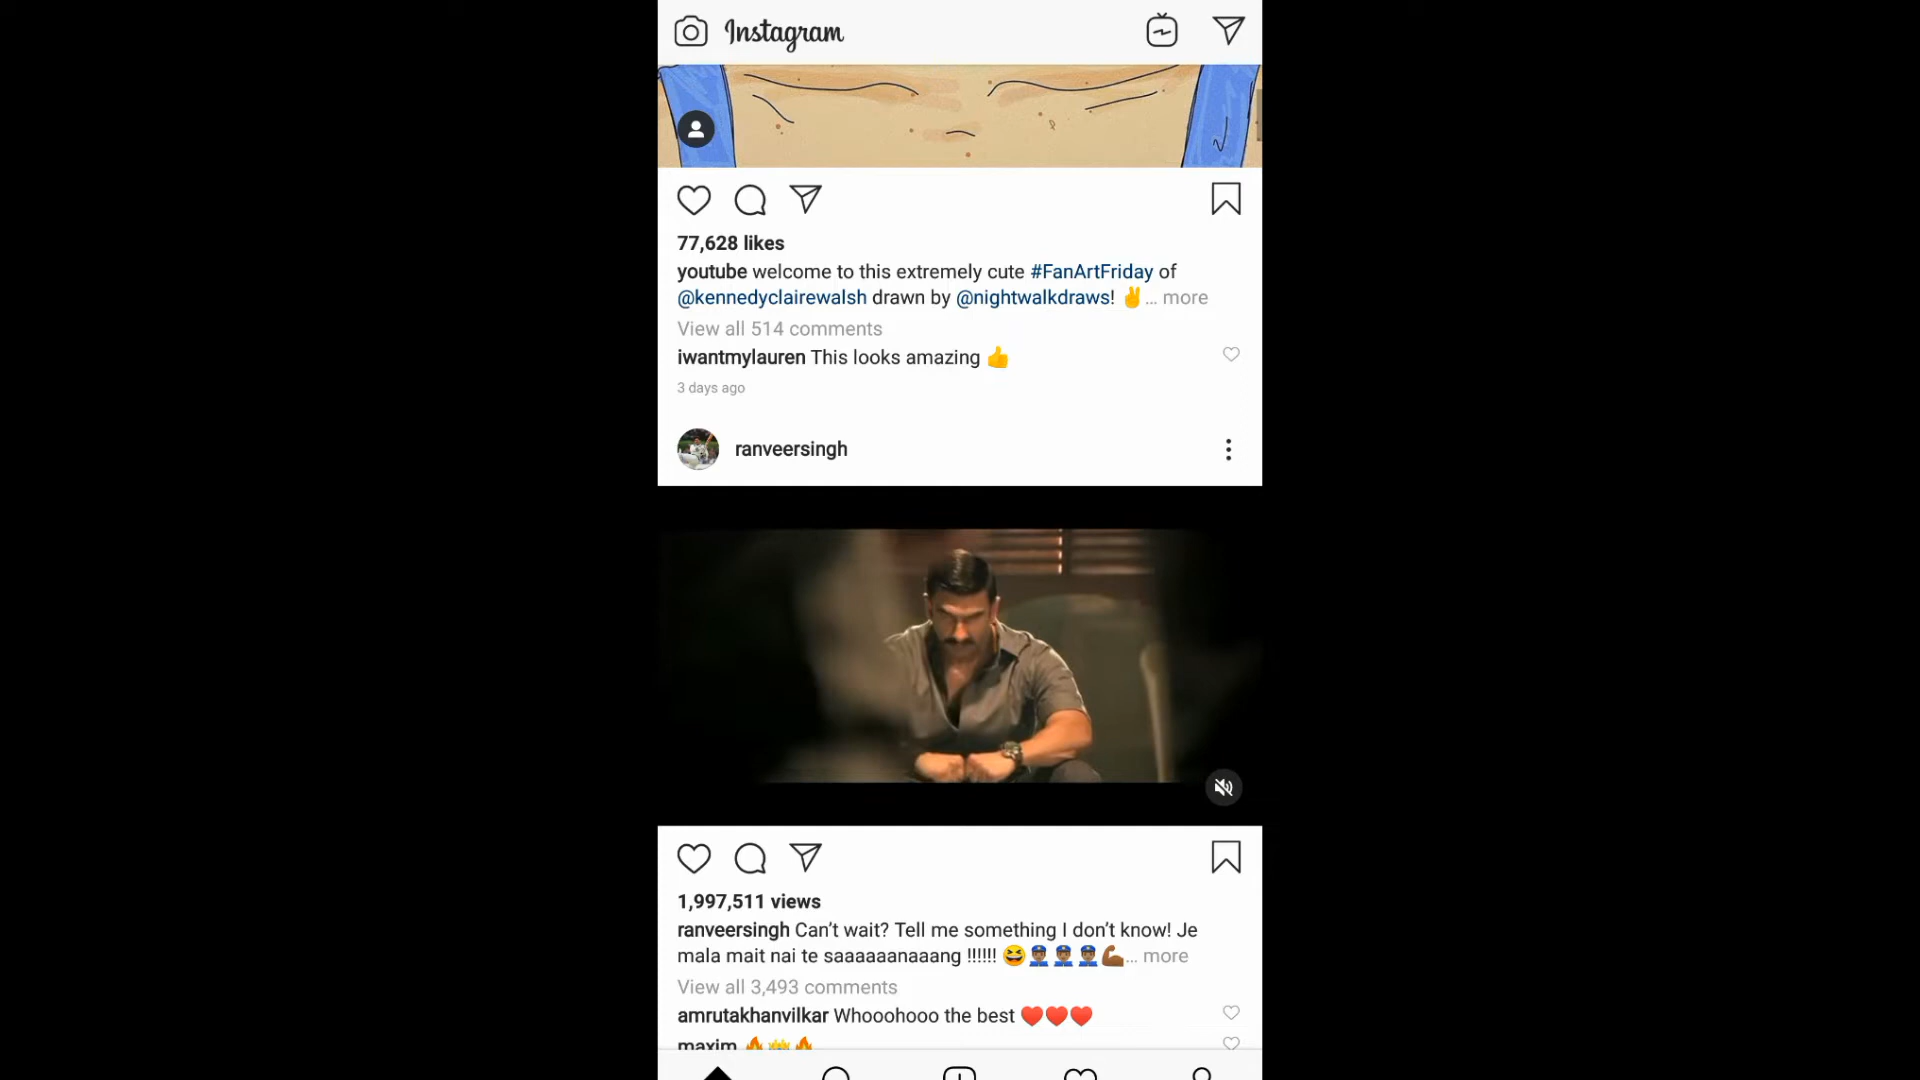 Instagram
77,628 likes
youtube welcome to this extremely cute #FanArtFriday of
@kennedyclairewalsh drawn by @nightwalkdraws! ✌️... more
View all 514 comments
iwantmylauren This looks amazing 👍
3 days ago
ranveersingh
1,997,511 views
ranveersingh Can't wait? Tell me something I don't know! Je
mala mait nai te saaaaaanaaang !!!!!! 😆👮🏾‍♂️👮🏾‍♂️👮🏾‍♂️💪🏾... more
View all 3,493 comments
amrutakhanvilkar Whooohooo the best ❤️❤️❤️
maxim 🔥🙌🔥